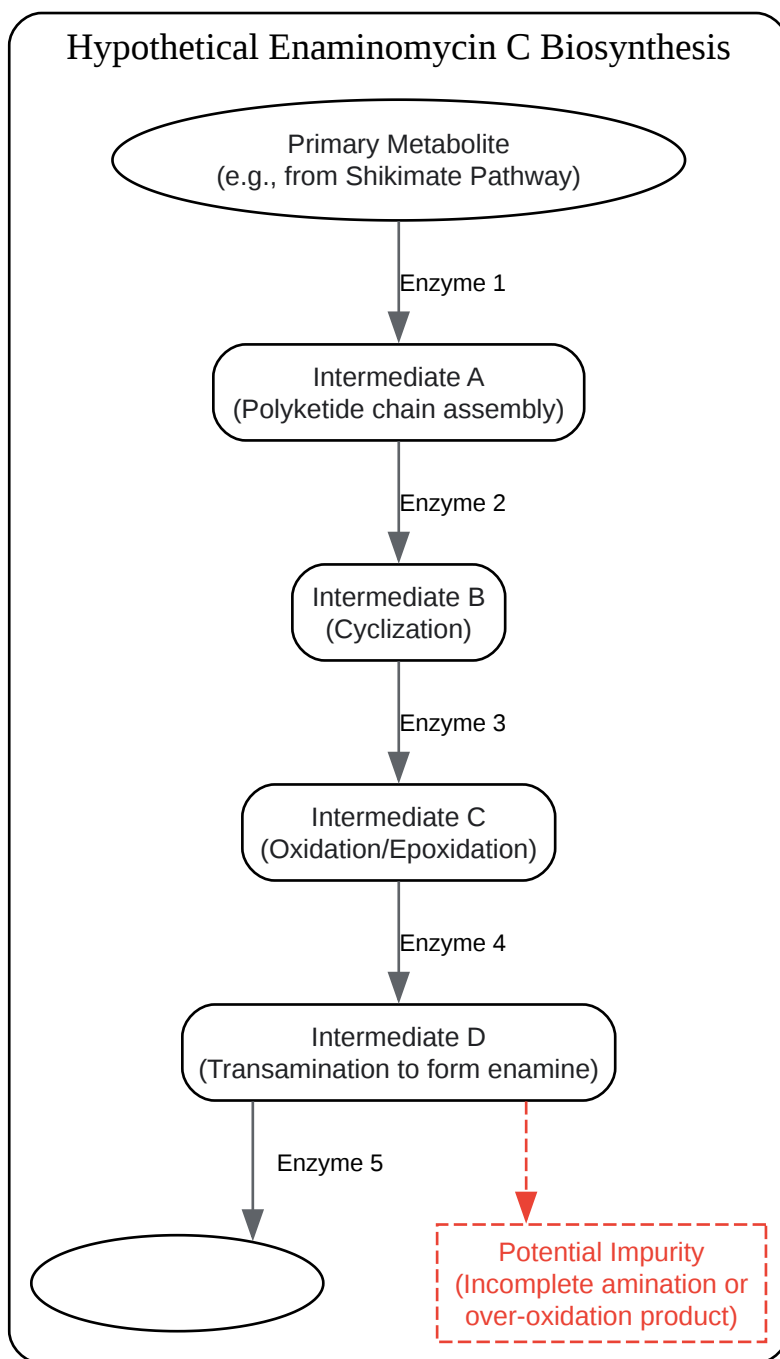 Hypothetical Enaminomycin C Biosynthesis
Primary Metabolite
(e.g., from Shikimate Pathway)
Enzyme 1
Intermediate A
(Polyketide chain assembly)
Enzyme 2
Intermediate B
(Cyclization)
Enzyme 3
Intermediate C
(Oxidation/Epoxidation)
Enzyme 4
Intermediate D
(Transamination to form enamine)
Enzyme 5
Potential Impurity
(Incomplete amination or
over-oxidation product)